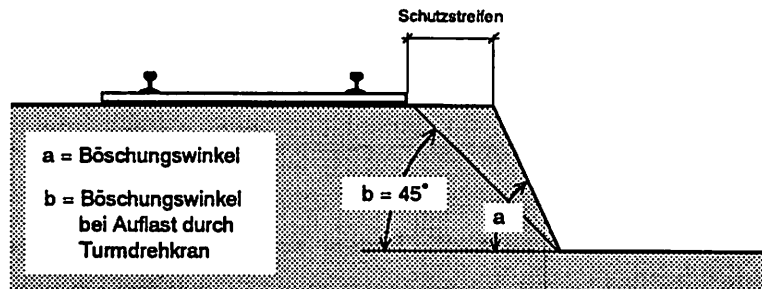 Schutzstreifen
a = Böschungswinkel
b = Böschungswinkel
bei Auflast durch
Turmdrehkran
b = 45°
a